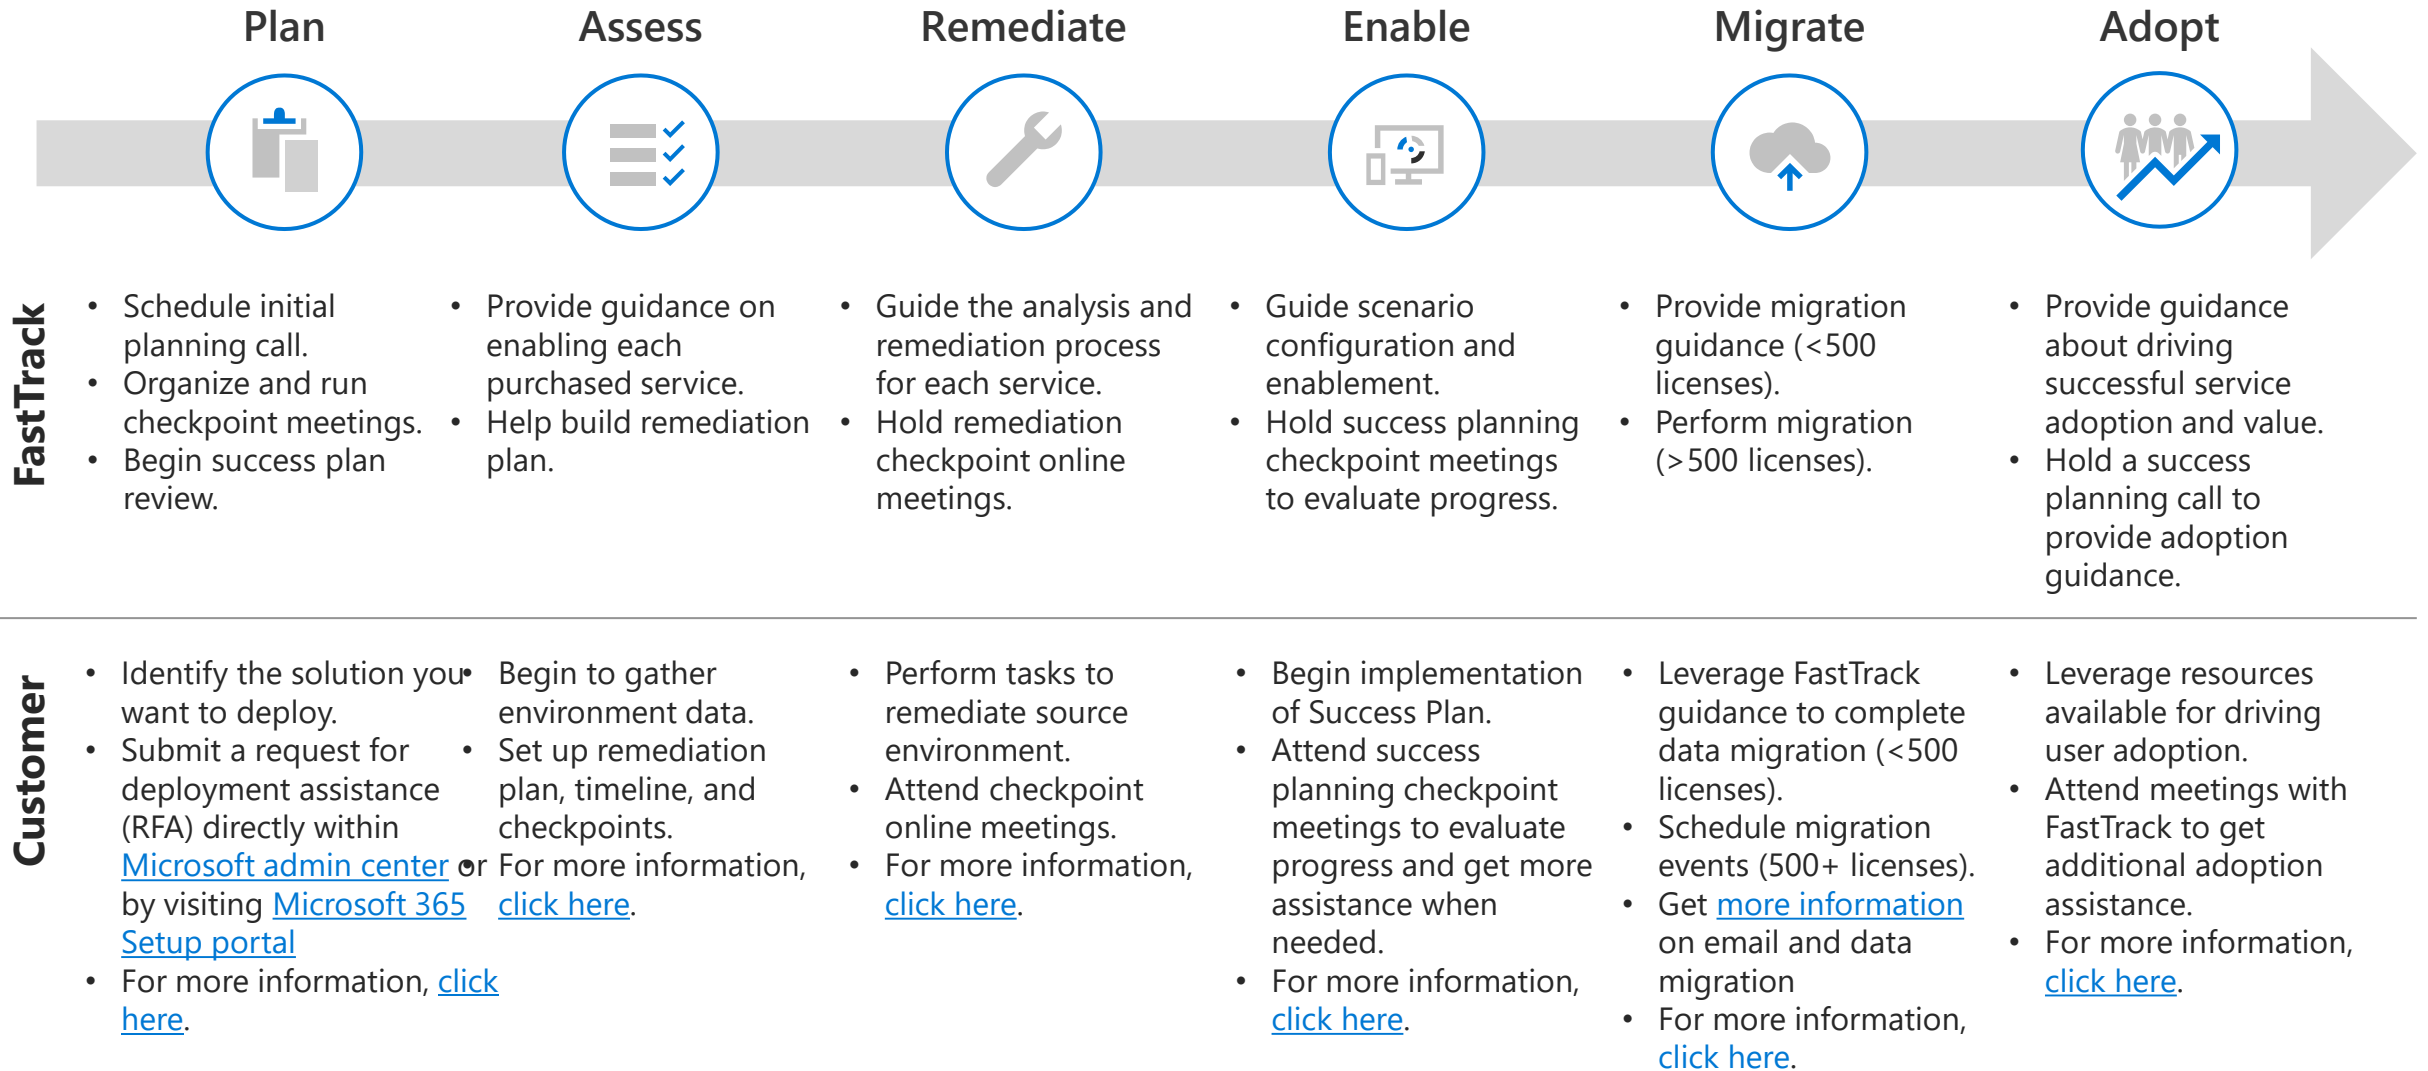 Plan
Assess
Remediate
Enable
Migrate
Adopt
FastTrack
• Schedule initial
planning call.
• Organize and run
checkpoint meetings.
• Begin success plan
review.
• Provide guidance on
enabling each
purchased service.
• Help build remediation
plan.
• Guide the analysis and
remediation process
for each service.
• Hold remediation
checkpoint online
meetings.
• Guide scenario
configuration and
enablement.
• Hold success planning
checkpoint meetings
to evaluate progress.
• Provide migration
guidance (<500
licenses).
• Perform migration
(>500 licenses).
• Provide guidance
about driving
successful service
adoption and value.
• Hold a success
planning call to
provide adoption
guidance.
Customer
• Identify the solution you
want to deploy.
• Submit a request for
deployment assistance
(RFA) directly within
Microsoft admin center or
by visiting Microsoft 365
Setup portal
• For more information, click
here.
• Begin to gather
environment data.
• Set up remediation
plan, timeline, and
checkpoints.
• For more information,
click here.
• Perform tasks to
remediate source
environment.
• Attend checkpoint
online meetings.
• For more information,
click here.
• Begin implementation
of Success Plan.
• Attend success
planning checkpoint
meetings to evaluate
progress and get more
assistance when
needed.
• For more information,
click here.
• Leverage FastTrack
guidance to complete
data migration (<500
licenses).
• Schedule migration
events (500+ licenses).
• Get more information
on email and data
migration
• For more information,
click here.
• Leverage resources
available for driving
user adoption.
• Attend meetings with
FastTrack to get
additional adoption
assistance.
• For more information,
click here.